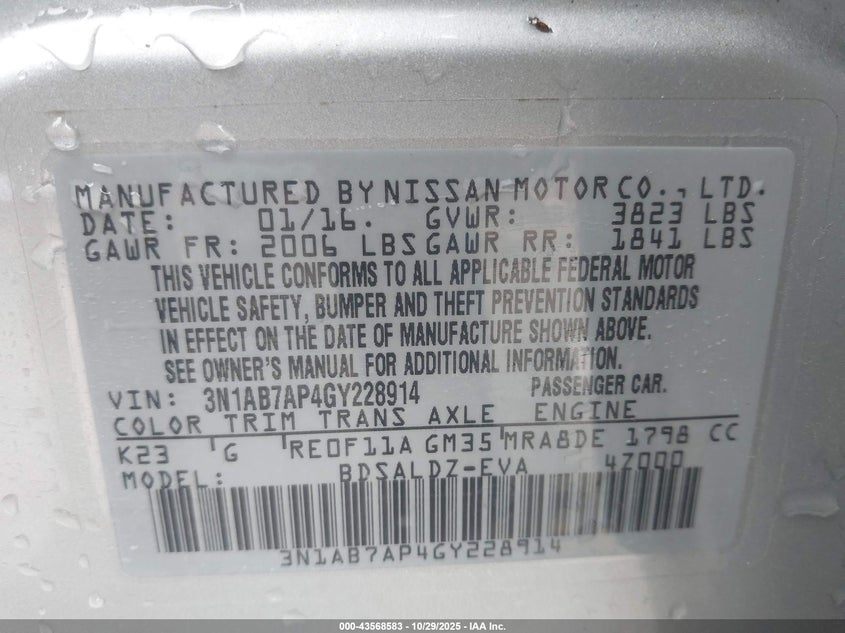 MANUFACTURED BY NISSAN MOTOR CO., LTD.
DATE: 01/16. GVWR: 3823 LBS
GAWR FR: 2006 LBS GAWR RR: 1841 LBS
THIS VEHICLE CONFORMS TO ALL APPLICABLE FEDERAL MOTOR
VEHICLE SAFETY, BUMPER AND THEFT PREVENTION STANDARDS
IN EFFECT ON THE DATE OF MANUFACTURE SHOWN ABOVE.
SEE OWNER'S MANUAL FOR ADDITIONAL INFORMATION.
VIN: 3N1AB7AP4GY228914 PASSENGER CAR.
COLOR TRIM TRANS AXLE ENGINE
K23 G RE0F11A GM35 MRA8DE 1798 CC
MODEL: BDSALDZ-EVA 4Z000
3N1AB7AP4GY228914
000-43568583 / 10/29/2025 - IAA Inc.